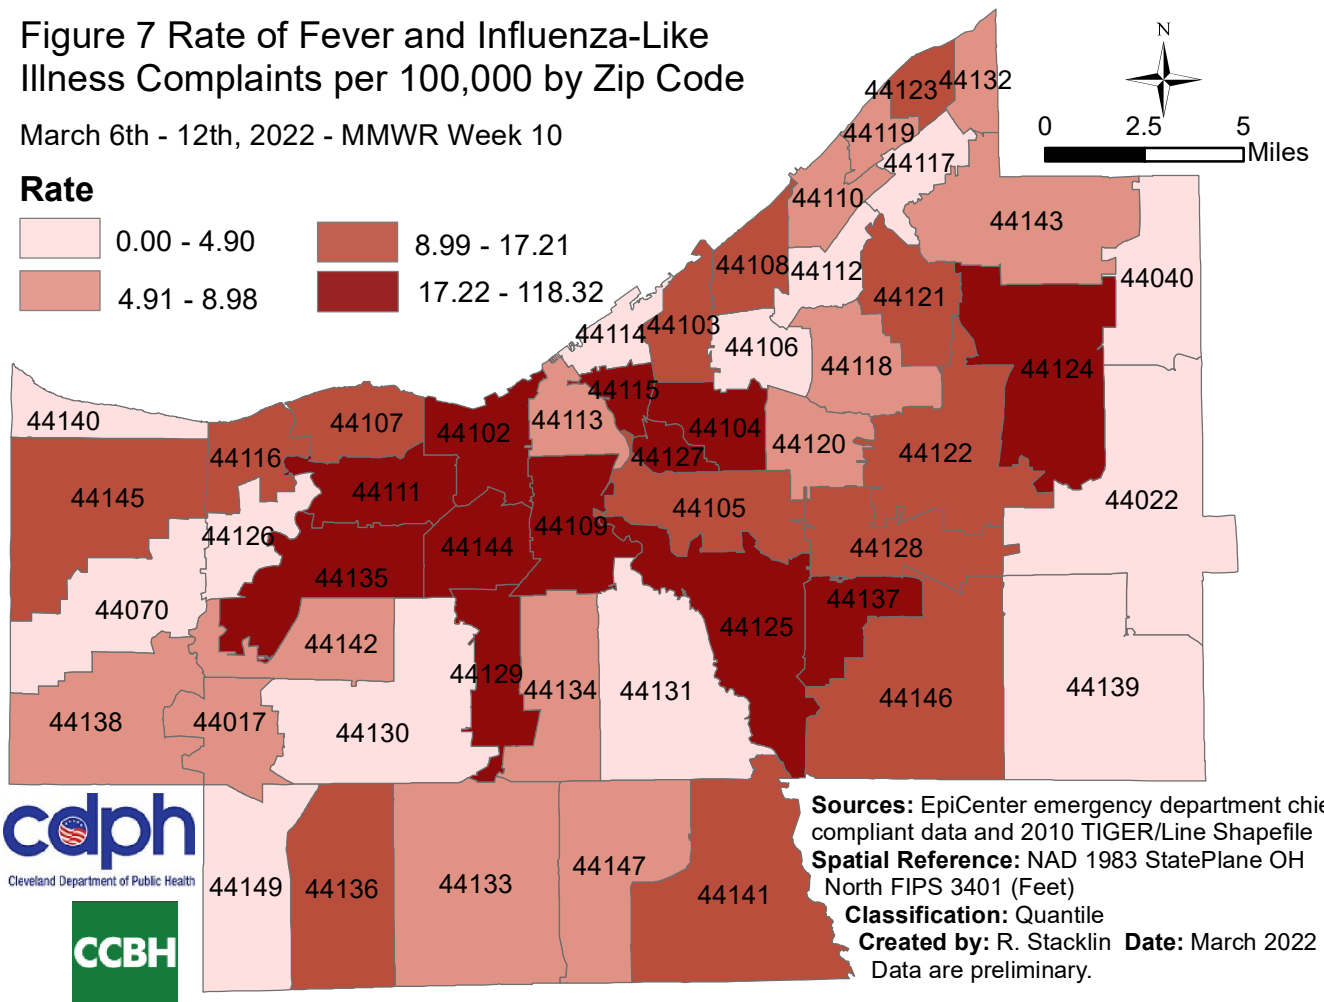 Figure 7 Rate of Fever and Influenza-Like
Illness Complaints per 100,000 by Zip Code
March 6th - 12th, 2022 - MMWR Week 10
Rate
0.00 - 4.90
8.99 - 17.21
4.91 - 8.98
17.22 - 118.32
N
0 2.5 5
Miles
44123 44132
44119
44117
44110
44143
44108
44112
44040
44121
44114
44103
44106
44118
44124
44115
44140
44107
44102
44113
44104
44120
44116
44127
44122
44145
44111
44022
44126
44109
44105
44144
44128
44135
44070
44137
44125
44142
44129
44134
44131
44139
44146
44138
44017
44130
44149
44136
44133
44147
44141
cdph
Cleveland Department of Public Health
CCBH
Sources: EpiCenter emergency department chie
compliant data and 2010 TIGER/Line Shapefile
Spatial Reference: NAD 1983 StatePlane OH
North FIPS 3401 (Feet)
Classification: Quantile
Created by: R. Stacklin Date: March 2022
Data are preliminary.